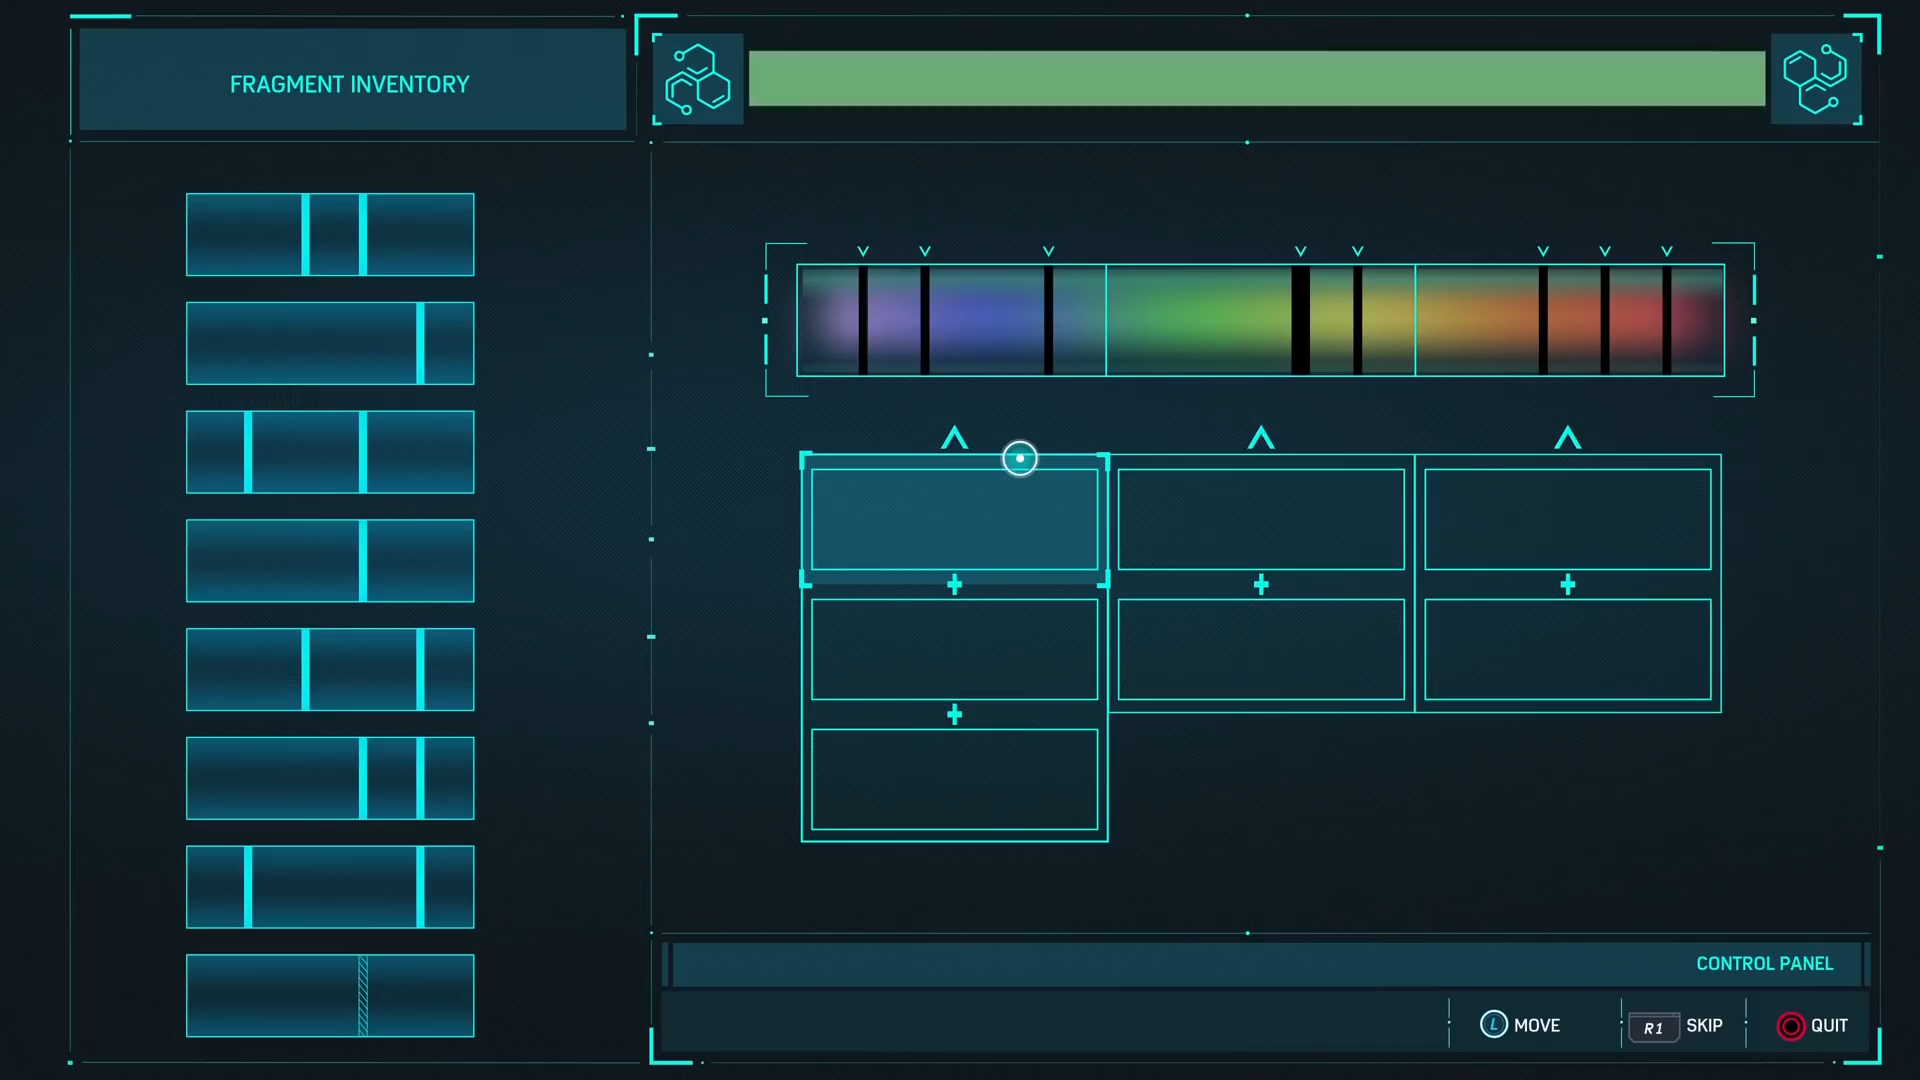 FRAGMENT INVENTORY
CONTROL PANEL
L MOVE
R1 SKIP
QUIT